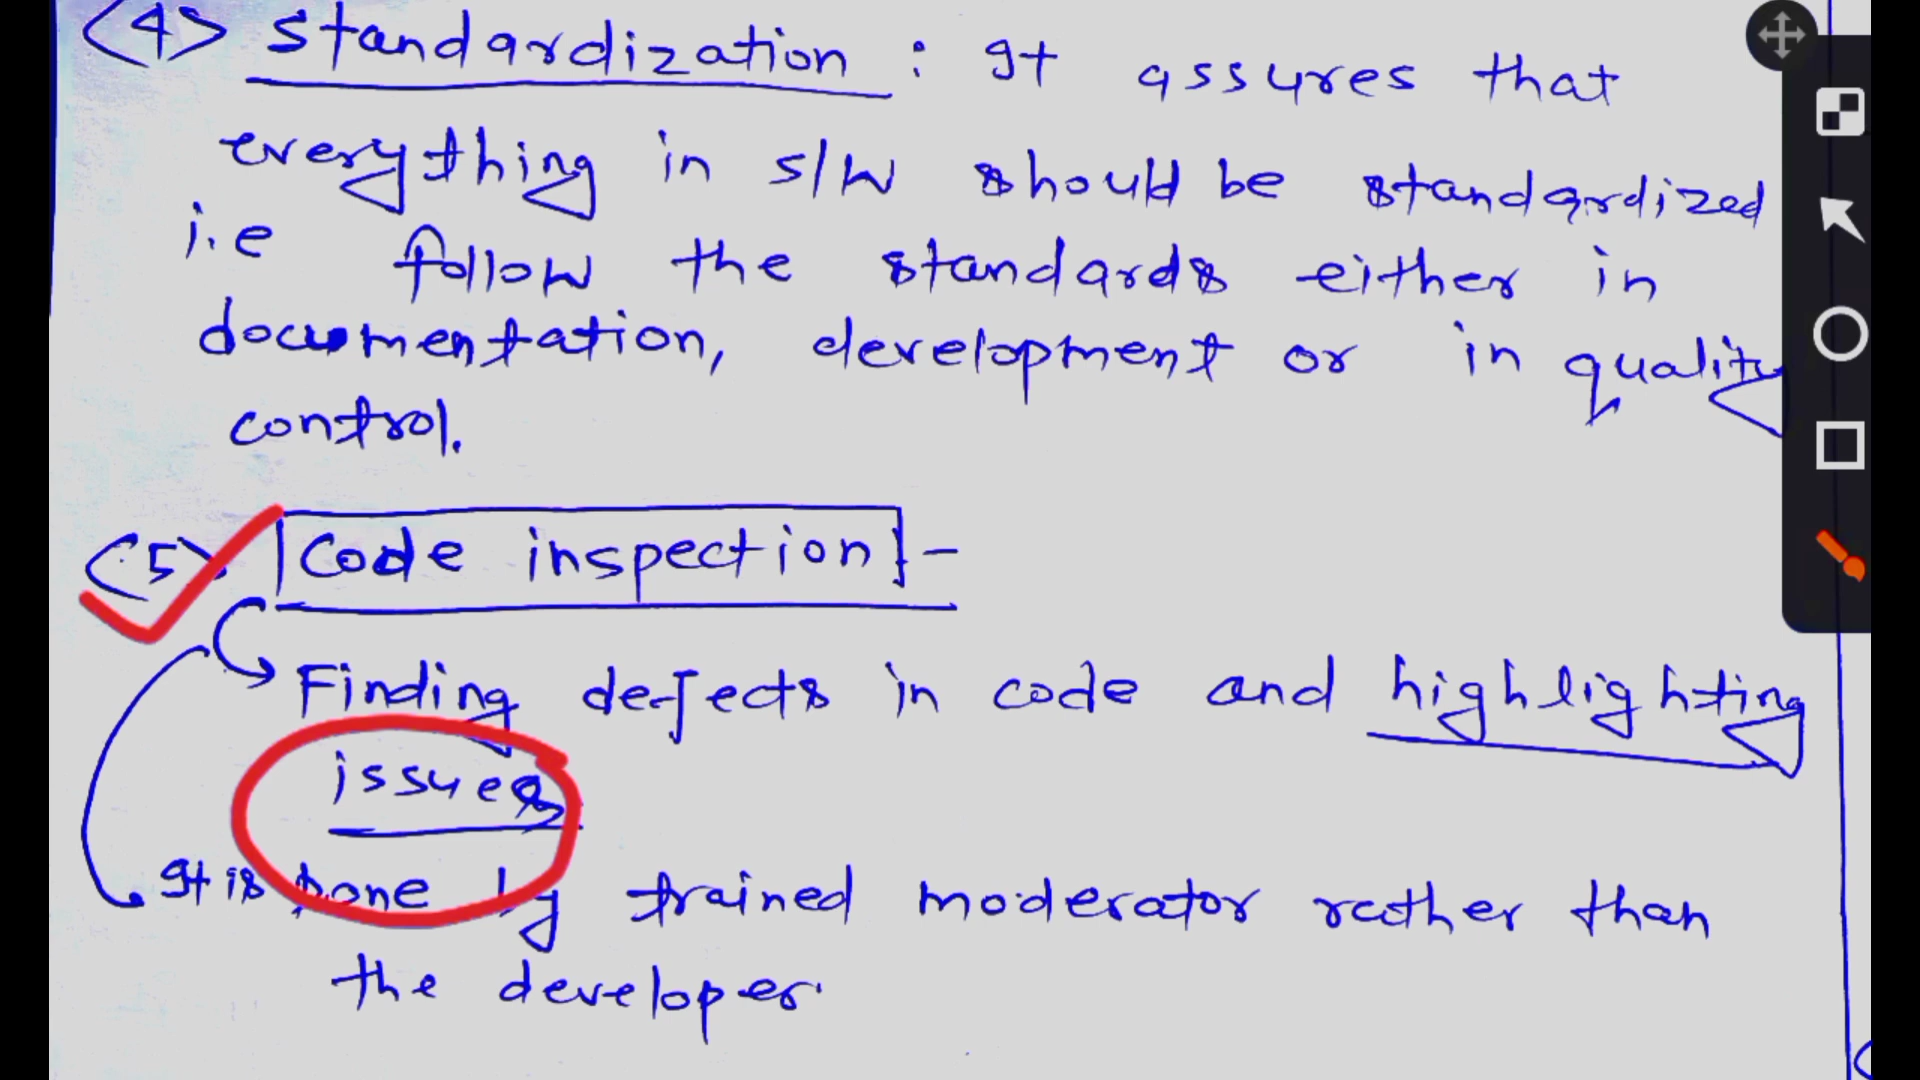 <4> standardization : It assures that
everything in s/w should be standardized
i.e follow the standards either in
documentation, development or in quality
control.
<5> Code inspection -
Finding defects in code and highlighting
issues
It is Done by trained moderator rather than
the developer.